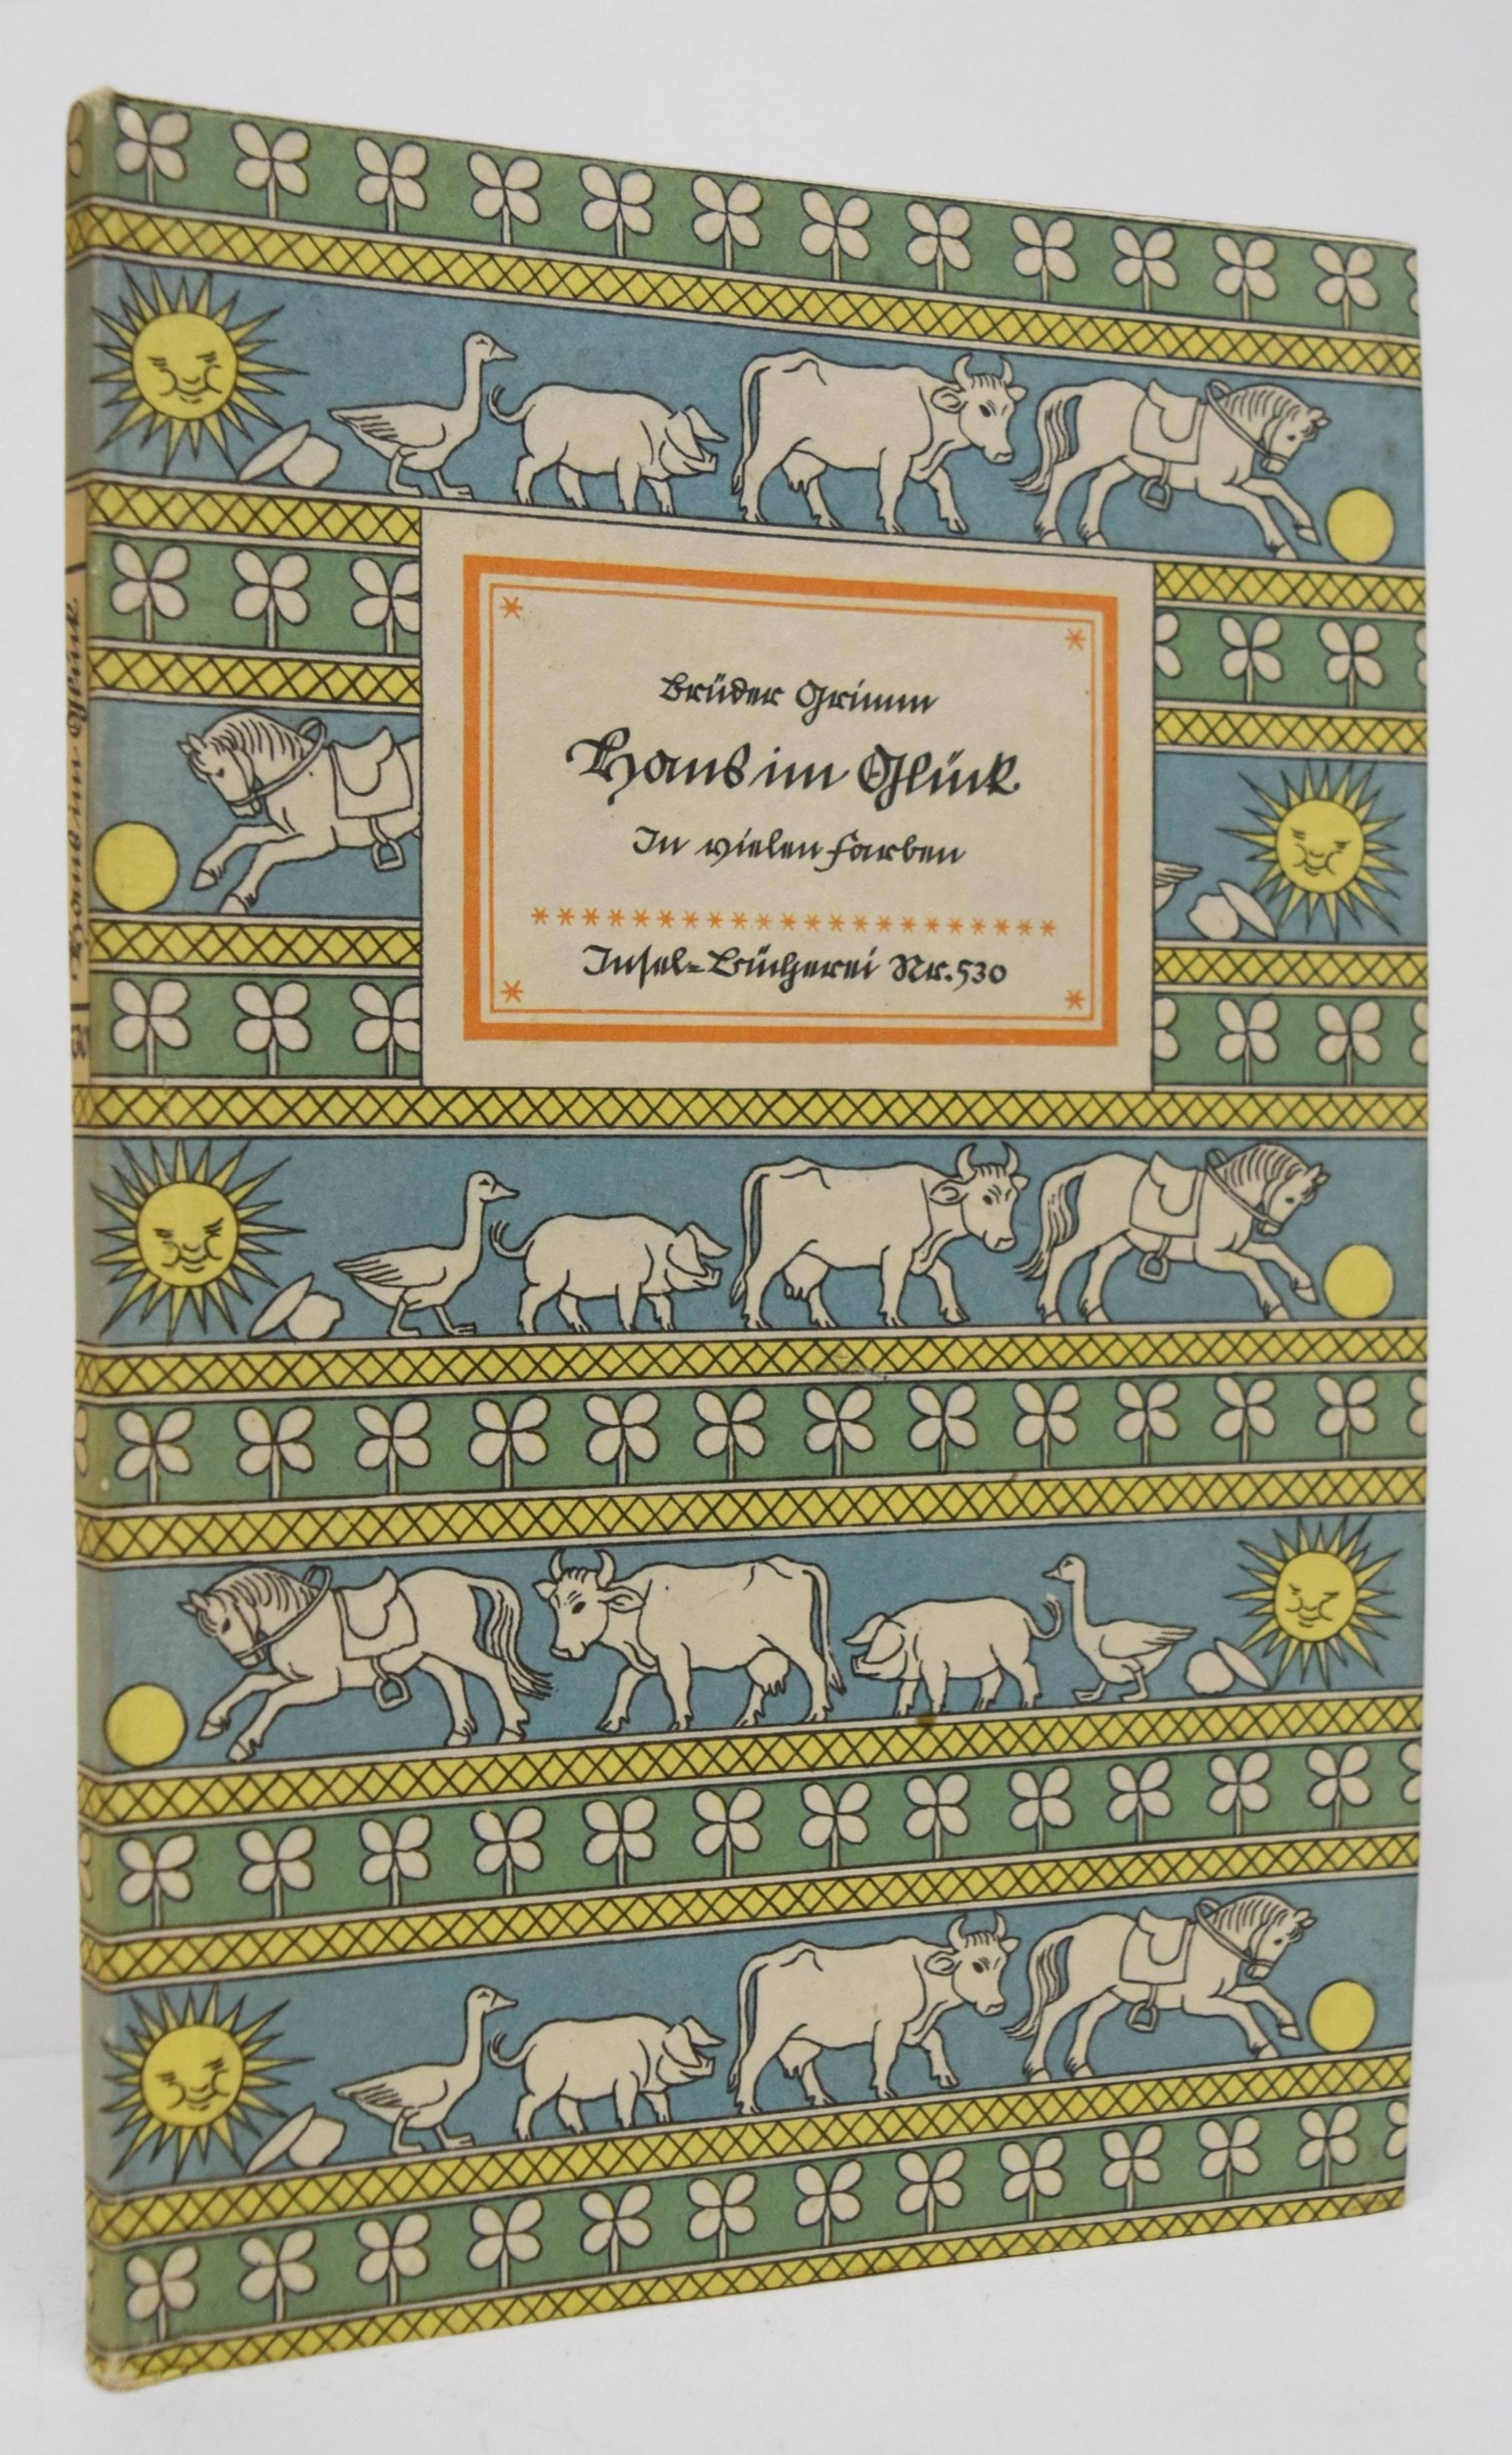 Brüder Grimm
Hans im Glück
In vielen Farben
Insel-Bücherei Nr. 530
Hans im Glück